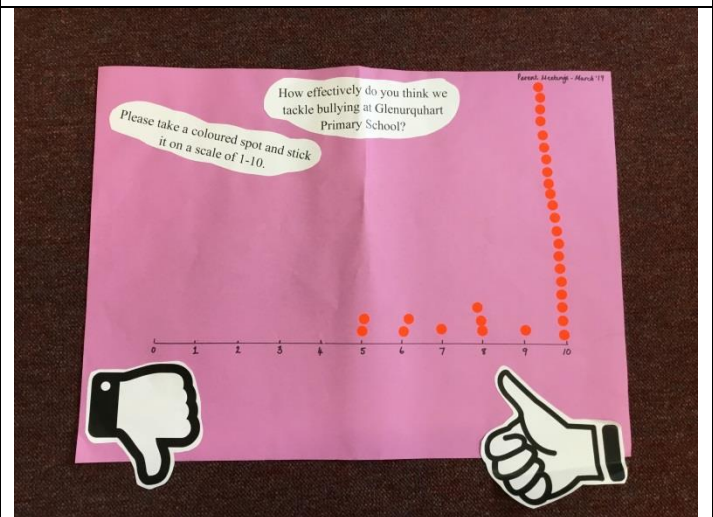 Parent Meetings - March '19
How effectively do you think we
tackle bullying at Glenurquhart
Primary School?
Please take a coloured spot and stick
it on a scale of 1-10.
0 1 2 3 4 5 6 7 8 9 10